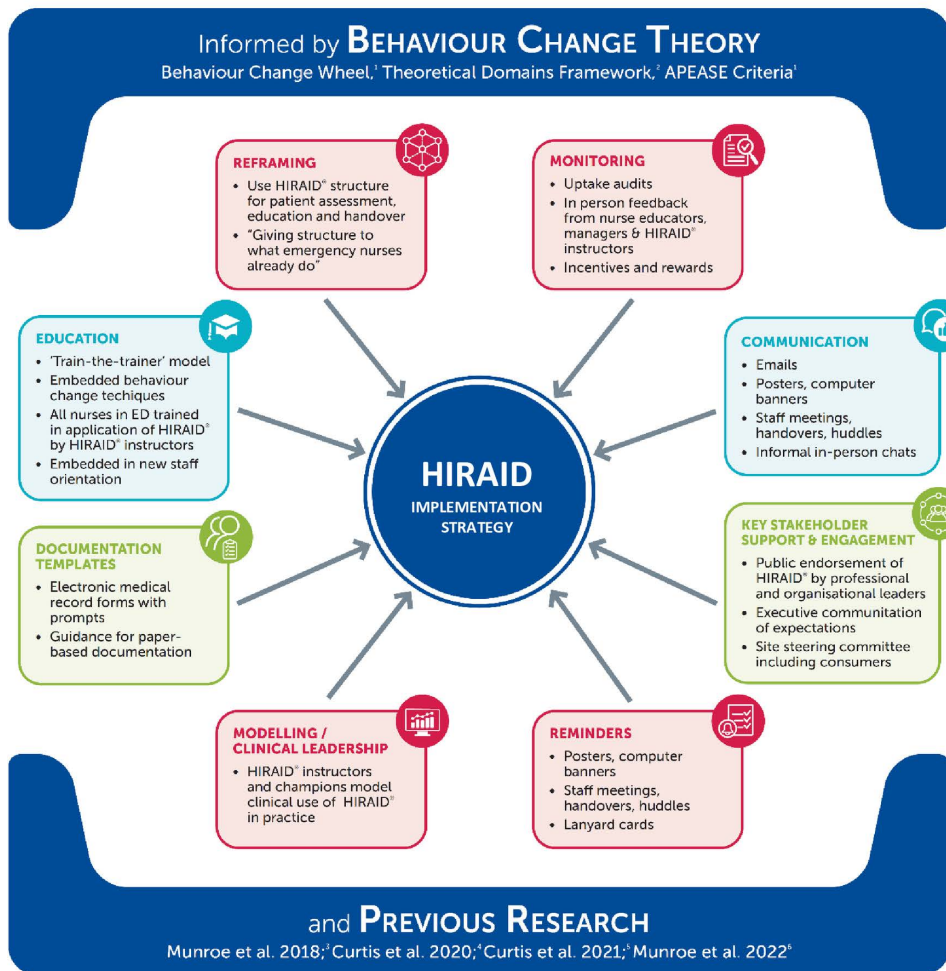 Informed by BEHAVIOUR CHANGE THEORY
Behaviour Change Wheel,¹ Theoretical Domains Framework,² APEASE Criteria¹
REFRAMING
• Use HIRAID® structure
for patient assessment,
education and handover
• "Giving structure to
what emergency nurses
already do"
MONITORING
• Uptake audits
• In person feedback
from nurse educators,
managers & HIRAID®
instructors
• Incentives and rewards
EDUCATION
• 'Train-the-trainer' model
• Embedded behaviour
change techiques
• All nurses in ED trained
in application of HIRAID®
by HIRAID® instructors
• Embedded in new staff
orientation
COMMUNICATION
• Emails
• Posters, computer
banners
• Staff meetings,
handovers, huddles
• Informal in-person chats
HIRAID
IMPLEMENTATION
STRATEGY
DOCUMENTATION
TEMPLATES
• Electronic medical
record forms with
prompts
• Guidance for paper-
based documentation
KEY STAKEHOLDER
SUPPORT & ENGAGEMENT
• Public endorsement of
HIRAID® by professional
and organisational leaders
• Executive communitation
of expectations
• Site steering committee
including consumers
MODELLING /
CLINICAL LEADERSHIP
• HIRAID® instructors
and champions model
clinical use of HIRAID®
in practice
REMINDERS
• Posters, computer
banners
• Staff meetings,
handovers, huddles
• Lanyard cards
and PREVIOUS RESEARCH
Munroe et al. 2018;³ Curtis et al. 2020;⁴ Curtis et al. 2021;⁵ Munroe et al. 2022⁶